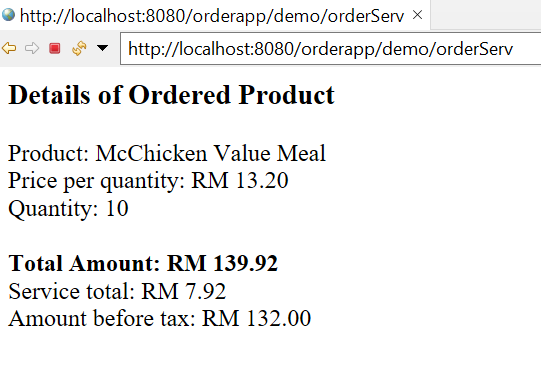 http://localhost:8080/orderapp/demo/orderServ
http://localhost:8080/orderapp/demo/orderServ
Details of Ordered Product
Product: McChicken Value Meal
Price per quantity: RM 13.20
Quantity: 10
Total Amount: RM 139.92
Service total: RM 7.92
Amount before tax: RM 132.00